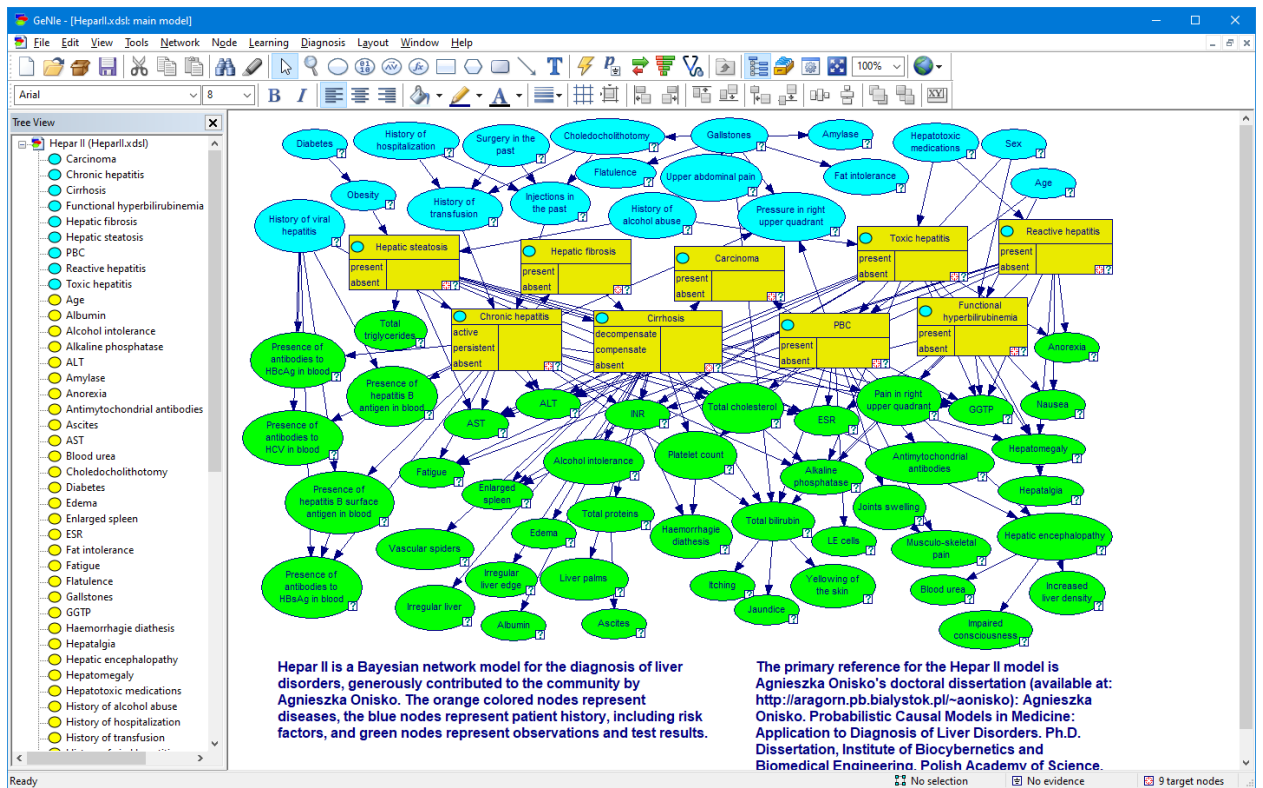 GeNIe - [HeparII.xdsl: main model]
File Edit View Tools Network Node Learning Diagnosis Layout Window Help
100%
Arial
8
B I
A
XYZ
Tree View
Hepar II (HeparII.xdsl)
Carcinoma
Chronic hepatitis
Cirrhosis
Functional hyperbilirubinemia
Hepatic fibrosis
Hepatic steatosis
PBC
Reactive hepatitis
Toxic hepatitis
Age
Albumin
Alcohol intolerance
Alkaline phosphatase
ALT
Amylase
Anorexia
Antimytochondrial antibodies
Ascites
AST
Blood urea
Choledocholithotomy
Diabetes
Edema
Enlarged spleen
ESR
Fat intolerance
Fatigue
Flatulence
Gallstones
GGTP
Haemorrhagie diathesis
Hepatalgia
Hepatic encephalopathy
Hepatomegaly
Hepatotoxic medications
History of alcohol abuse
History of hospitalization
History of transfusion
Diabetes
History of
hospitalization
Surgery in the
past
Choledocholithotomy
Gallstones
Amylase
Hepatotoxic
medications
Sex
Flatulence
Upper abdominal pain
Fat intolerance
Age
Obesity
History of
transfusion
Injections in
the past
History of
alcohol abuse
Pressure in right
upper quadrant
History of viral
hepatitis
Hepatic steatosis
present
absent
Hepatic fibrosis
present
absent
Carcinoma
present
absent
Toxic hepatitis
present
absent
Reactive hepatitis
present
absent
Chronic hepatitis
active
persistent
absent
Cirrhosis
decompensate
compensate
absent
PBC
present
absent
Functional
hyperbilirubinemia
present
absent
Total
triglycerides
Presence of
antibodies to
HBcAg in blood
Anorexia
Presence of
hepatitis B
antigen in blood
ALT
AST
INR
Total cholesterol
ESR
Pain in right
upper quadrant
GGTP
Nausea
Presence of
antibodies to
HCV in blood
Fatigue
Alcohol intolerance
Platelet count
Alkaline
phosphatase
Antimytochondrial
antibodies
Hepatomegaly
Presence of
hepatitis B surface
antigen in blood
Enlarged
spleen
Hepatalgia
Total proteins
Joints swelling
Edema
Haemorrhagie
diathesis
Total bilirubin
LE cells
Musculo-skeletal
pain
Hepatic encephalopathy
Vascular spiders
Presence of
antibodies to
HBsAg in blood
Irregular
liver edge
Liver palms
Itching
Yellowing of
the skin
Blood urea
Increased
liver density
Irregular liver
Albumin
Ascites
Jaundice
Impaired
consciousness
Hepar II is a Bayesian network model for the diagnosis of liver
disorders, generously contributed to the community by
Agnieszka Onisko. The orange colored nodes represent
diseases, the blue nodes represent patient history, including risk
factors, and green nodes represent observations and test results.
The primary reference for the Hepar II model is
Agnieszka Onisko's doctoral dissertation (available at:
http://aragorn.pb.bialystok.pl/~aonisko): Agnieszka
Onisko. Probabilistic Causal Models in Medicine:
Application to Diagnosis of Liver Disorders. Ph.D.
Dissertation, Institute of Biocybernetics and
Biomedical Engineering, Polish Academy of Science,
Ready
No selection
No evidence
9 target nodes